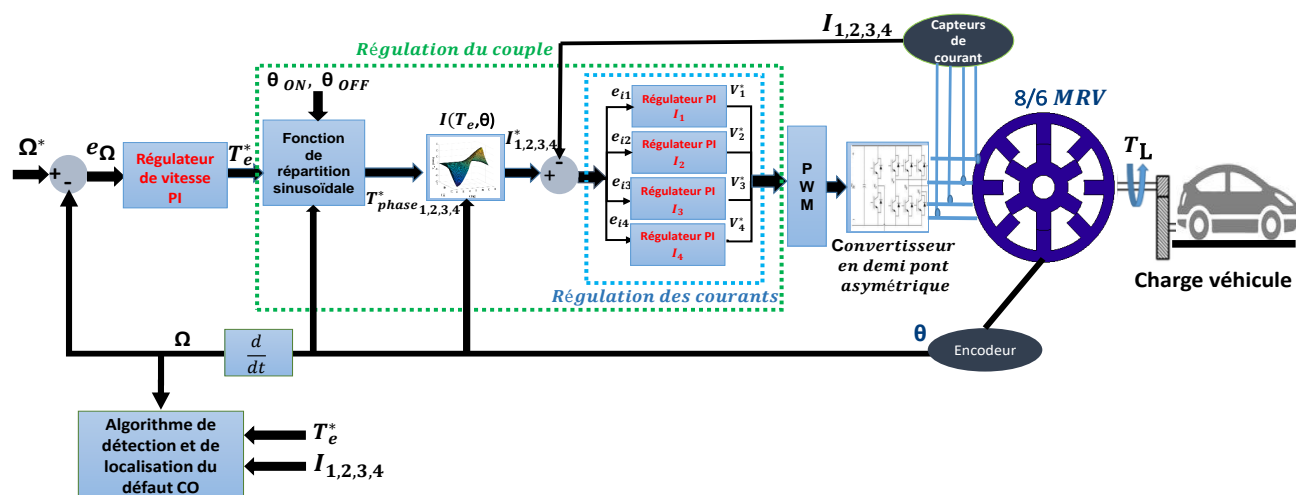 I₁,₂,₃,₄
Capteurs
de
courant
Régulation du couple
θ ON, θ OFF
8/6 MRV
Ω*
+
-
eΩ
Régulateur
de vitesse
PI
Tₑ*
Fonction
de
répartition
sinusoïdale
T*phase₁,₂,₃,₄
I(Tₑ,θ)
I*₁,₂,₃,₄
+
-
eᵢ₁
Régulateur PI
I₁
V₁*
eᵢ₂
Régulateur PI
I₂
V₂*
eᵢ₃
Régulateur PI
I₃
V₃*
eᵢ₄
Régulateur PI
I₄
V₄*
Régulation des courants
P
W
M
Convertisseur
en demi pont
asymétrique
T_L
Charge véhicule
Ω
d
dt
θ
Encodeur
Algorithme de
détection et de
localisation du
défaut CO
Tₑ*
I₁,₂,₃,₄